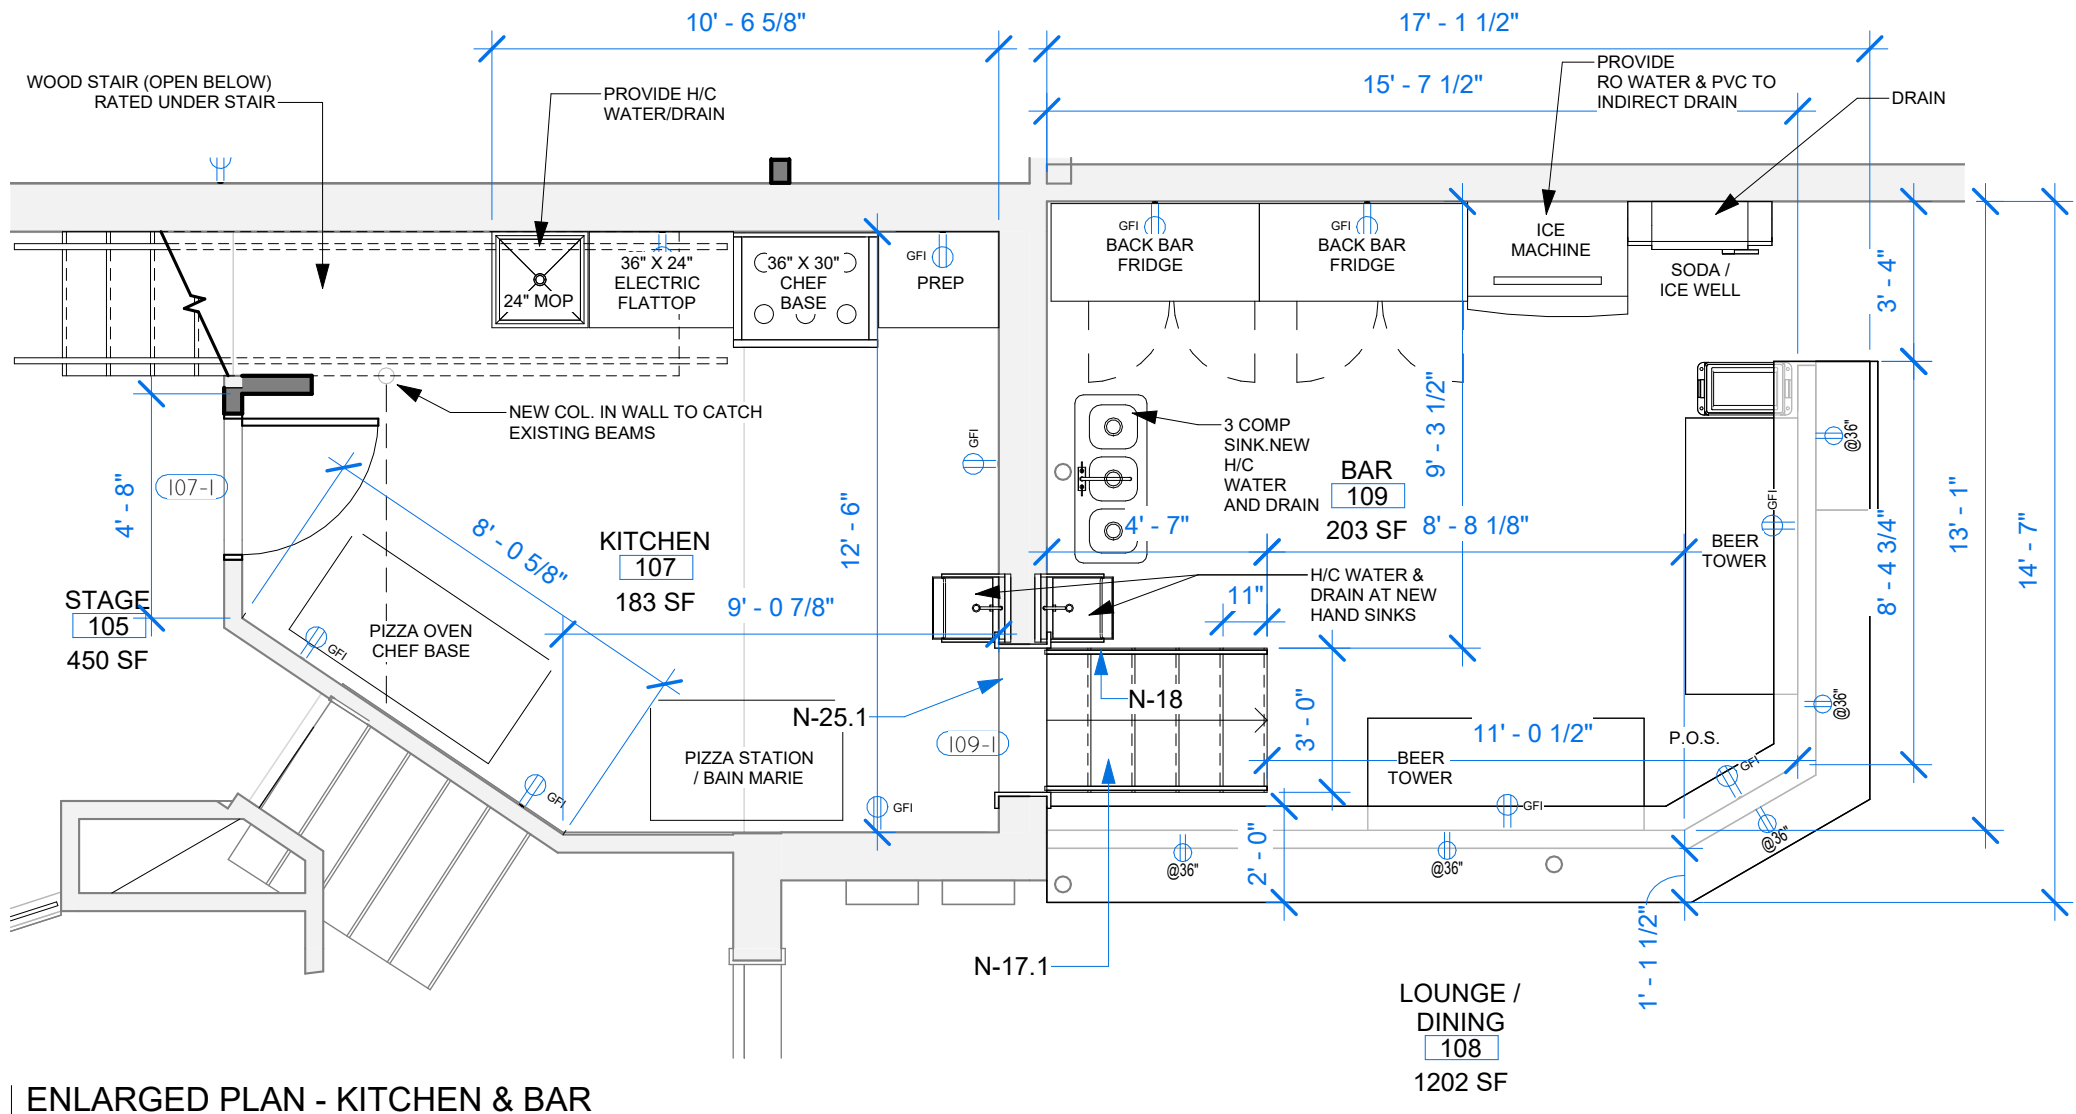 10' - 6 5/8"
17' - 1 1/2"
15' - 7 1/2"
WOOD STAIR (OPEN BELOW)
RATED UNDER STAIR
PROVIDE H/C
WATER/DRAIN
PROVIDE
RO WATER & PVC TO
INDIRECT DRAIN
DRAIN
GFI
BACK BAR
FRIDGE
GFI
BACK BAR
FRIDGE
ICE
MACHINE
SODA /
ICE WELL
3' - 4"
24" MOP
36" X 24"
ELECTRIC
FLATTOP
36" X 30"
CHEF
BASE
GFI
PREP
NEW COL. IN WALL TO CATCH
EXISTING BEAMS
GFI
3 COMP
SINK.NEW
H/C
WATER
AND DRAIN
9' - 3 1/2"
BAR
109
203 SF
@36"
GFI
107-1
4' - 8"
8' - 0 5/8"
12' - 6"
4' - 7"
8' - 8 1/8"
BEER
TOWER
8' - 4 3/4"
13' - 1"
14' - 7"
KITCHEN
107
183 SF
9' - 0 7/8"
11"
H/C WATER &
DRAIN AT NEW
HAND SINKS
STAGE
105
450 SF
PIZZA OVEN
CHEF BASE
GFI
N-25.1
N-18
@36"
3' - 0"
11' - 0 1/2"
P.O.S.
109-1
PIZZA STATION
/ BAIN MARIE
BEER
TOWER
GFI
GFI
GFI
GFI
@36"
@36"
@36"
2' - 0"
1' - 1 1/2"
N-17.1
LOUNGE /
DINING
108
1202 SF
ENLARGED PLAN - KITCHEN & BAR